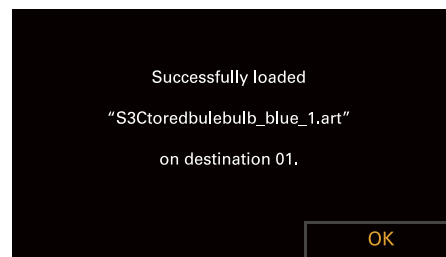 Successfully loaded
“S3Ctoredbulebulb_blue_1.art”
on destination 01.
OK